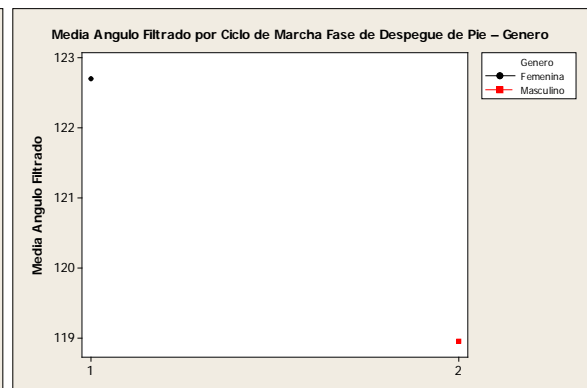 Media Angulo Filtrado por Ciclo de Marcha Fase de Despegue de Pie – Genero
Genero
Femenina
Masculino
Media Angulo Filtrado
123
122
121
120
119
1 2